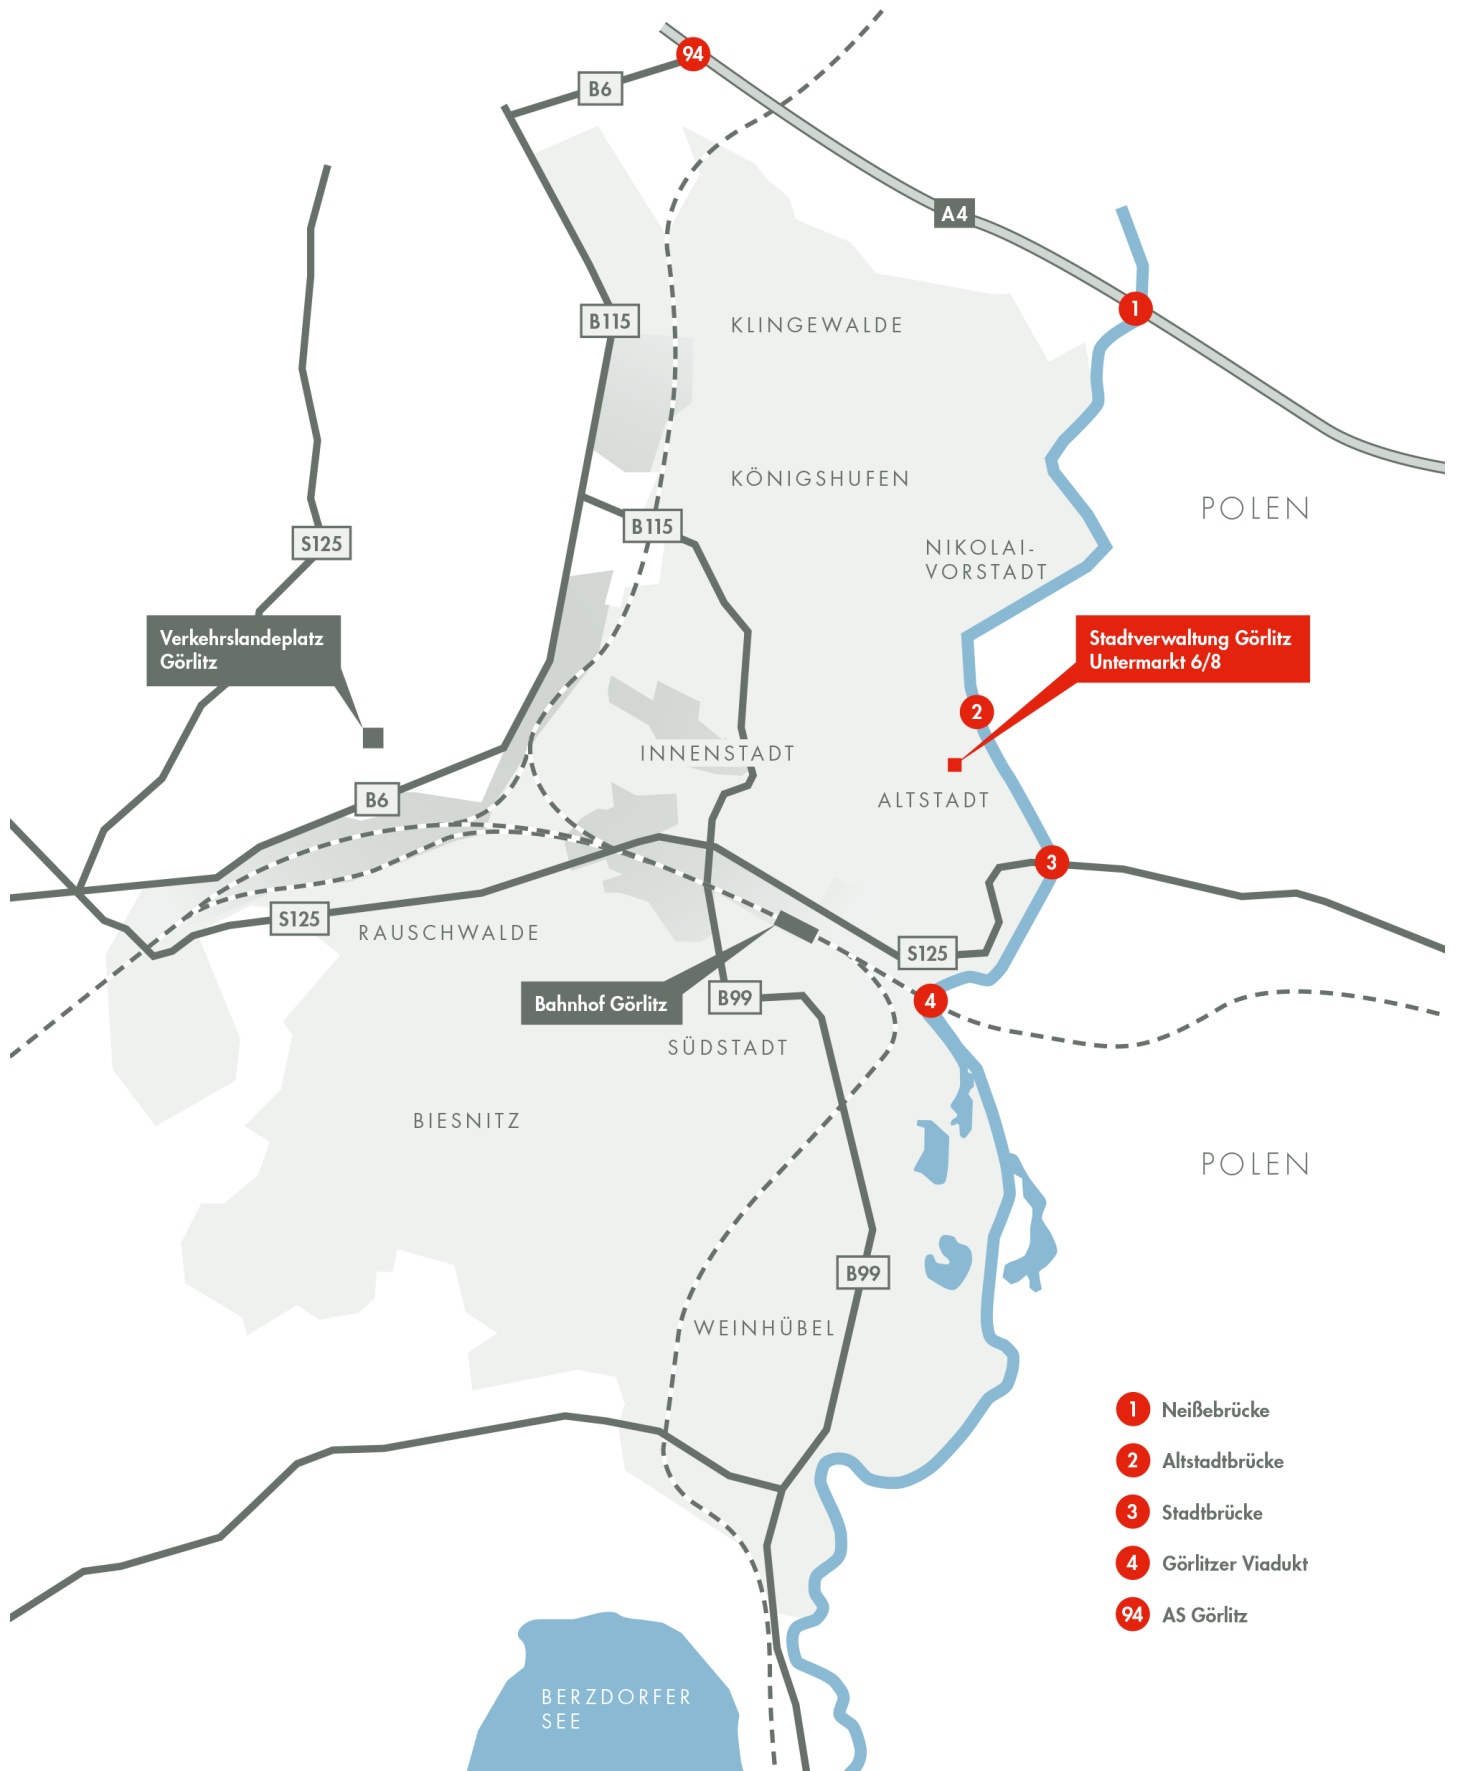 94
B6
A4
1
B115
KLINGEWALDE
KÖNIGSHUFEN
POLEN
B115
S125
NIKOLAI-
VORSTADT
Verkehrslandeplatz
Görlitz
Stadtverwaltung Görlitz
Untermarkt 6/8
2
INNENSTADT
B6
ALTSTADT
3
S125
RAUSCHWALDE
S125
Bahnhof Görlitz
B99
4
SÜDSTADT
BIESNITZ
POLEN
B99
WEINHÜBEL
1 Neißebrücke
2 Altstadtbrücke
3 Stadtbrücke
4 Görlitzer Viadukt
94 AS Görlitz
BERZDORFER
SEE